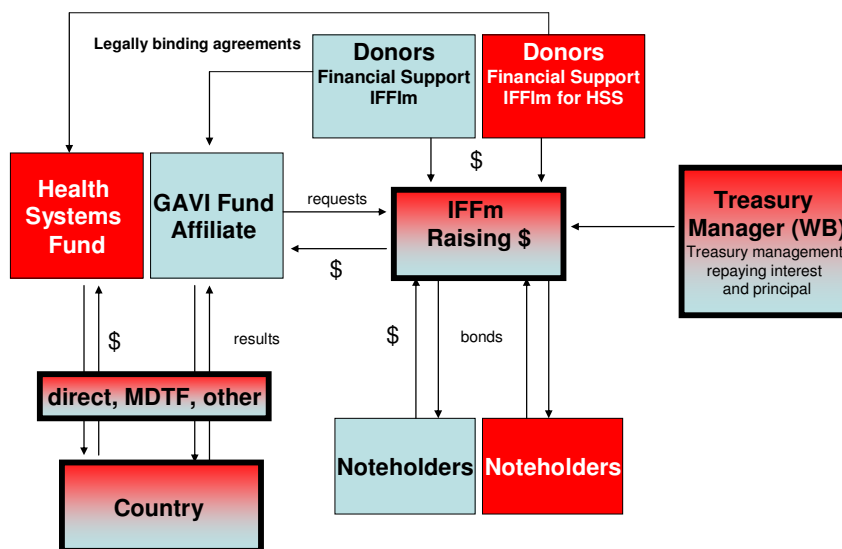 Legally binding agreements
Donors
Financial Support
IFFIm
Donors
Financial Support
IFFIm for HSS
$
Health
Systems
Fund
GAVI Fund
Affiliate
requests
$
IFFm
Raising $
Treasury
Manager (WB)
Treasury management
repaying interest
and principal
$
results
$
bonds
direct, MDTF, other
Country
Noteholders
Noteholders